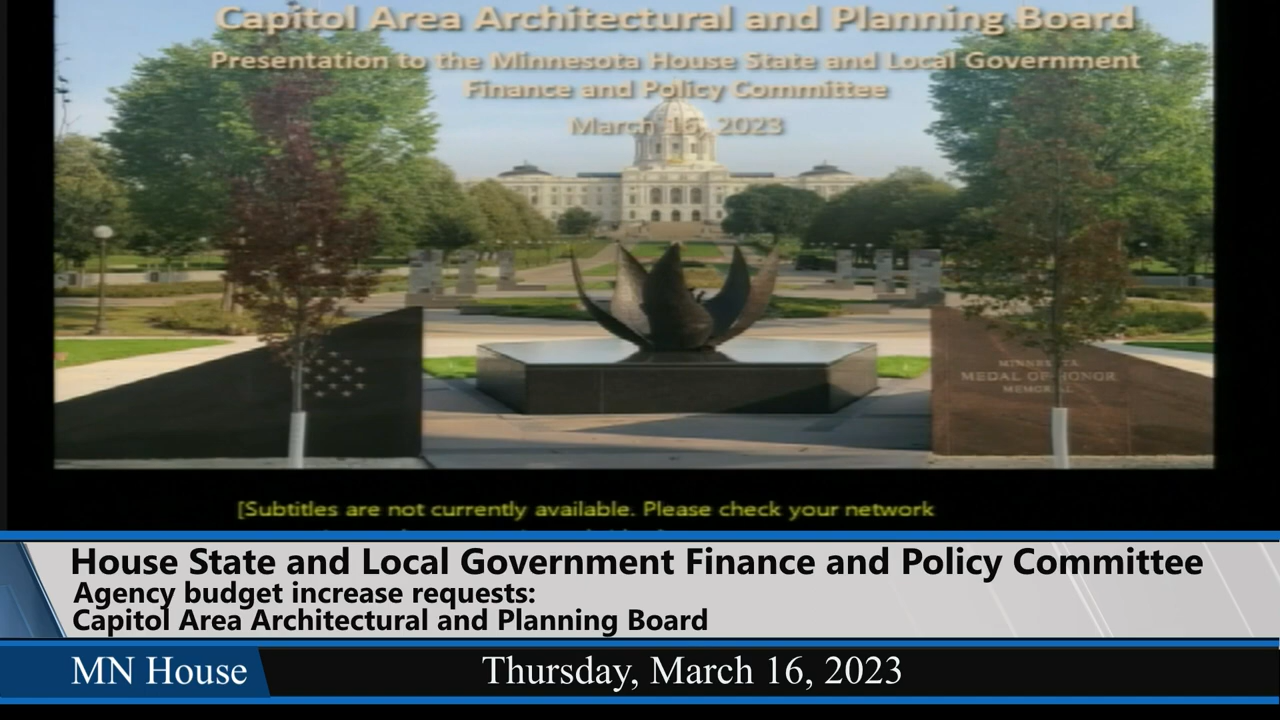 Capitol Area Architectural and Planning Board
Presentation to the Minnesota House State and Local Government
Finance and Policy Committee
March 16, 2023
MINNESOTA
MEDAL OF HONOR
MEMORIAL
[Subtitles are not currently available. Please check your network
House State and Local Government Finance and Policy Committee
Agency budget increase requests:
Capitol Area Architectural and Planning Board
MN House
Thursday, March 16, 2023